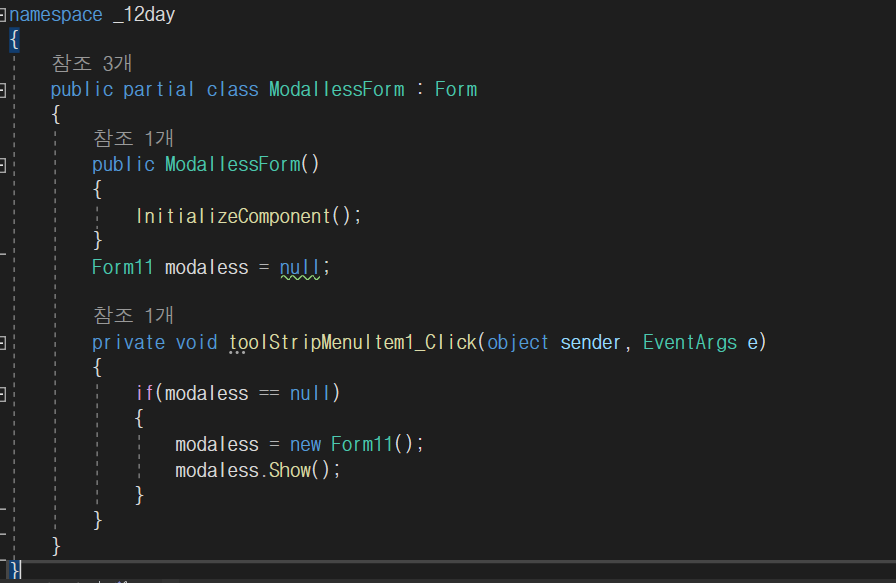 namespace _12day
{
참조 3개
public partial class ModallessForm : Form
{
참조 1개
public ModallessForm()
{
InitializeComponent();
}
Form11 modaless = null;
참조 1개
private void toolStripMenuItem1_Click(object sender, EventArgs e)
{
if(modaless == null)
{
modaless = new Form11();
modaless.Show();
}
}
}
}